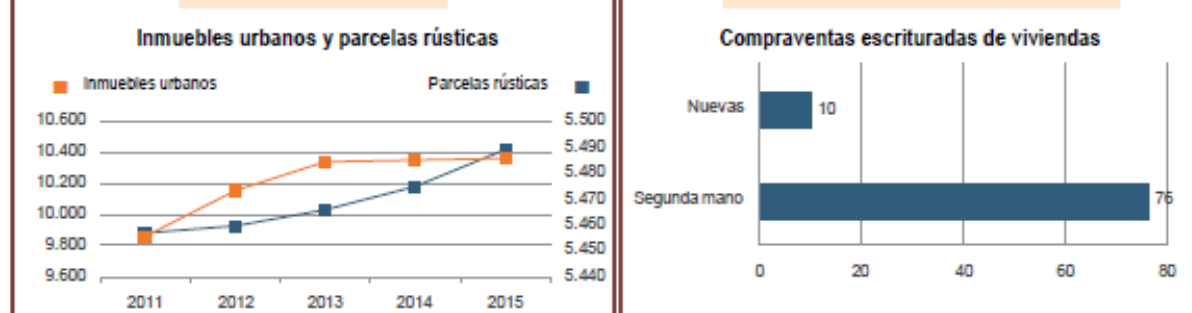 Inmuebles urbanos y parcelas rústicas
Inmuebles urbanos Parcelas rústicas
10.600 5.500
10.400 5.490
5.480
10.200 5.470
10.000 5.460
9.800 5.450
9.600 5.440
2011 2012 2013 2014 2015
Compraventas escrituradas de viviendas
Nuevas 10
Segunda mano 76
0 20 40 60 80